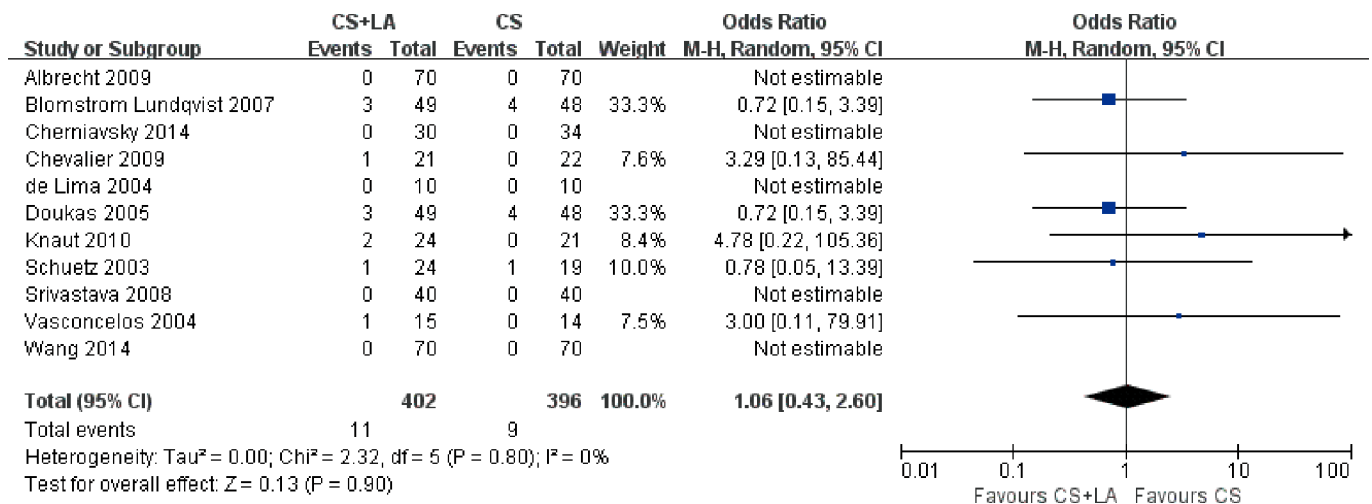 CS+LA CS Odds Ratio Odds Ratio
Study or Subgroup Events Total Events Total Weight M-H, Random, 95% CI M-H, Random, 95% CI
Albrecht 2009 0 70 0 70 Not estimable
Blomstrom Lundqvist 2007 3 49 4 48 33.3% 0.72 [0.15, 3.39]
Cherniavsky 2014 0 30 0 34 Not estimable
Chevalier 2009 1 21 0 22 7.6% 3.29 [0.13, 85.44]
de Lima 2004 0 10 0 10 Not estimable
Doukas 2005 3 49 4 48 33.3% 0.72 [0.15, 3.39]
Knaut 2010 2 24 0 21 8.4% 4.78 [0.22, 105.36]
Schuetz 2003 1 24 1 19 10.0% 0.78 [0.05, 13.39]
Srivastava 2008 0 40 0 40 Not estimable
Vasconcelos 2004 1 15 0 14 7.5% 3.00 [0.11, 79.91]
Wang 2014 0 70 0 70 Not estimable
Total (95% CI) 402 396 100.0% 1.06 [0.43, 2.60]
Total events 11 9
Heterogeneity: Tau² = 0.00; Chi² = 2.32, df = 5 (P = 0.80); I² = 0%
Test for overall effect: Z = 0.13 (P = 0.90)
0.01 0.1 1 10 100
Favours CS+LA Favours CS